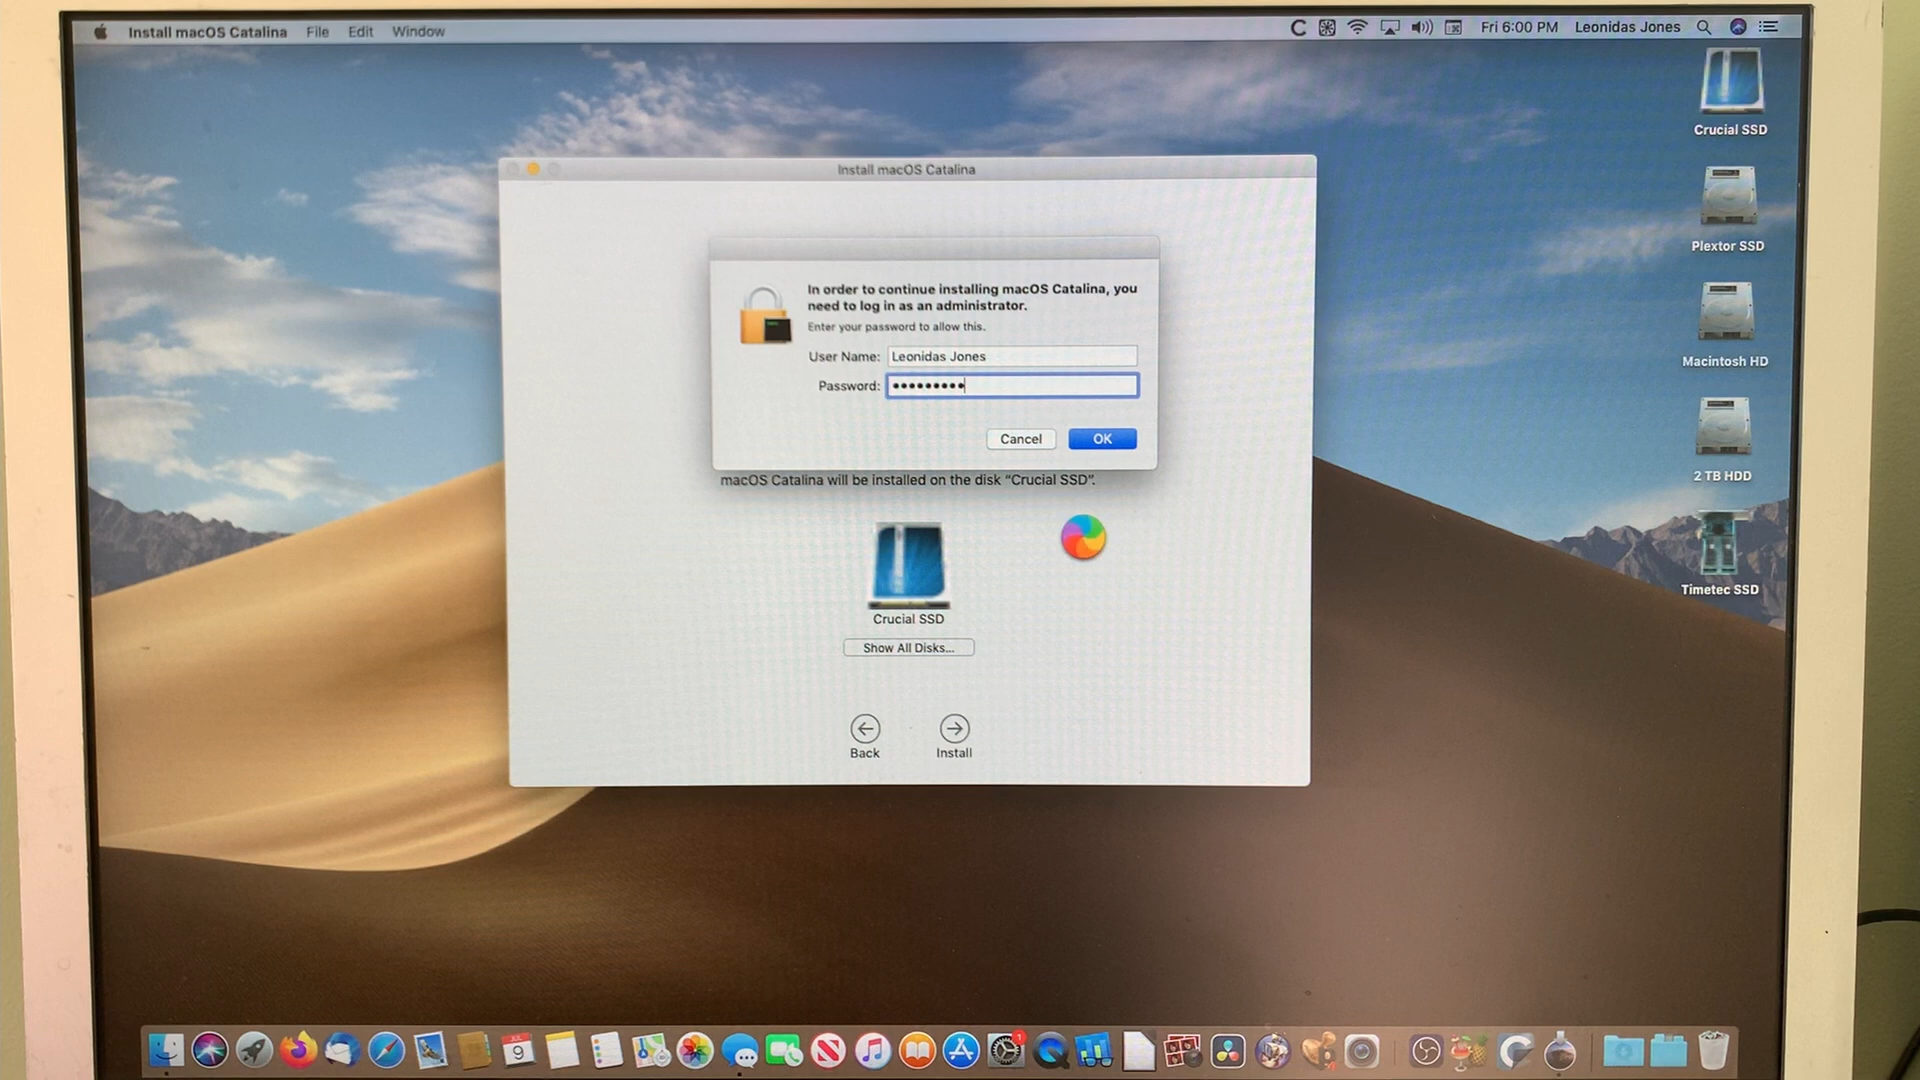 Install macOS Catalina File Edit Window
Fri 6:00 PM Leonidas Jones
Crucial SSD
Plextor SSD
Macintosh HD
2 TB HDD
Timetec SSD
Install macOS Catalina
In order to continue installing macOS Catalina, you
need to log in as an administrator.
Enter your password to allow this.
User Name: Leonidas Jones
Password: •••••••••
Cancel OK
macOS Catalina will be installed on the disk “Crucial SSD”.
Crucial SSD
Show All Disks...
Back Install
JUL
9
1